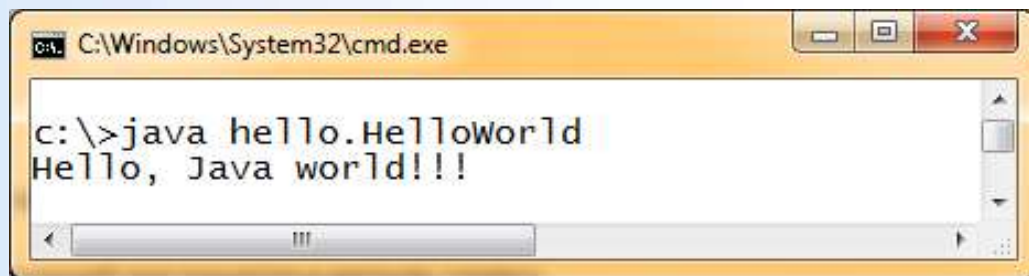 C:\Windows\System32\cmd.exe
c:\>java hello.HelloWorld
Hello, Java world!!!